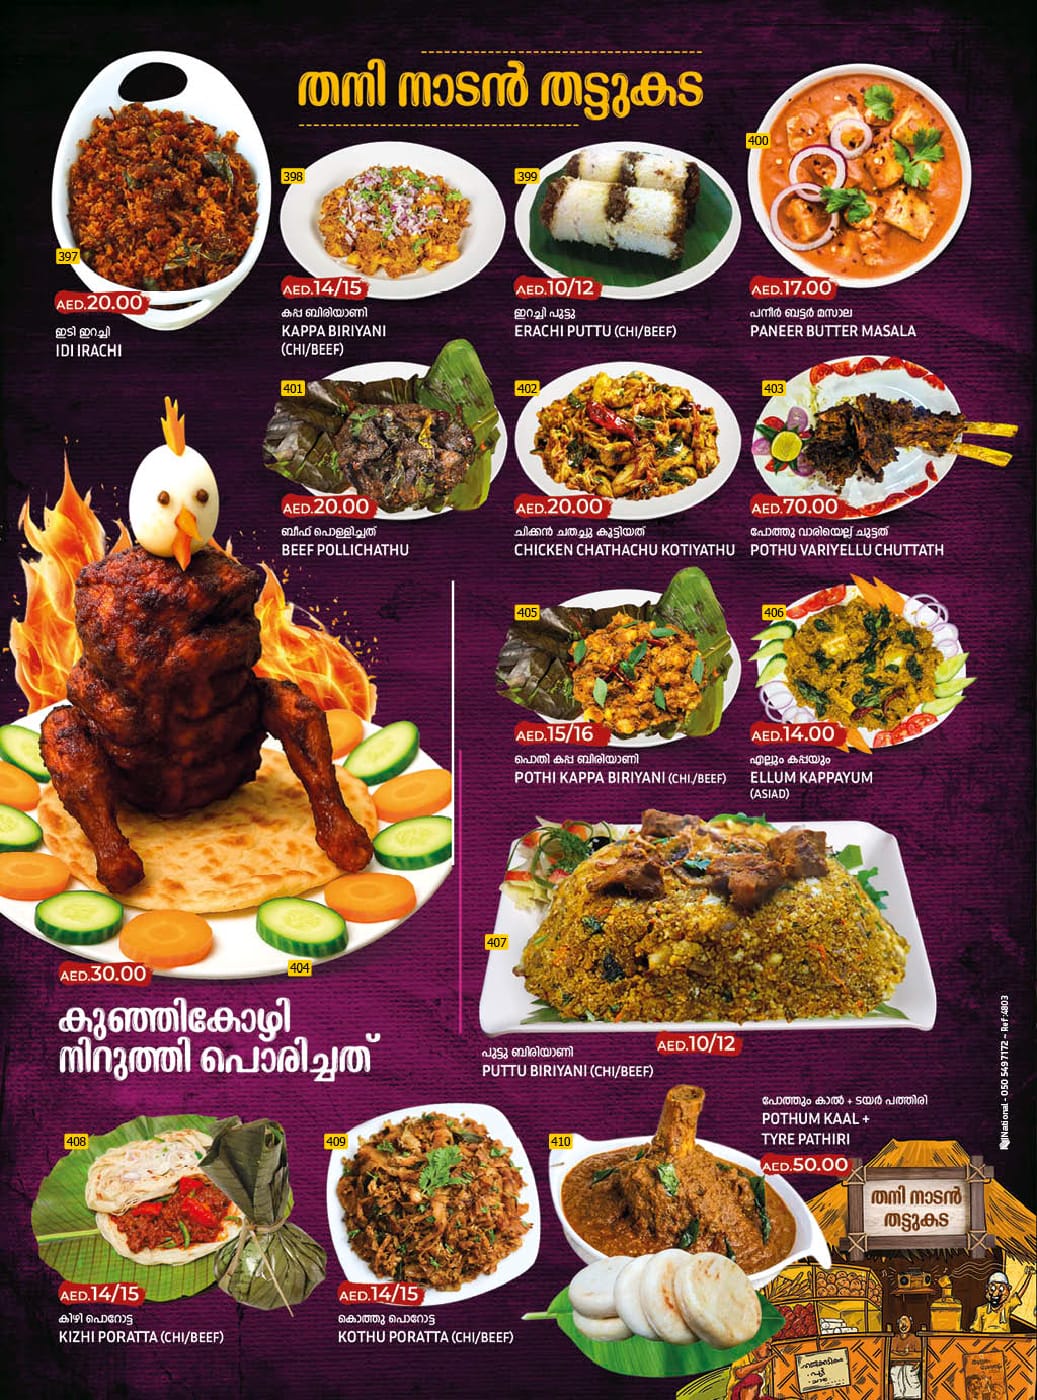 തനി നാടൻ തട്ടുകട
397
AED.20.00
ഇടി ഇറച്ചി
IDI IRACHI
398
AED.14/15
കപ്പ ബിരിയാണി
KAPPA BIRIYANI
(CHI/BEEF)
399
AED.10/12
ഇറച്ചി പുട്ടു
ERACHI PUTTU (CHI/BEEF)
400
AED.17.00
പനീർ ബട്ടർ മസാല
PANEER BUTTER MASALA
401
AED.20.00
ബീഫ് പൊള്ളിച്ചത്
BEEF POLLICHATHU
402
AED.20.00
ചിക്കൻ ചതച്ചു കൂട്ടിയത്
CHICKEN CHATHACHU KOTIYATHU
403
AED.70.00
പോത്തു വാരിയെല്ല് ചുട്ടത്
POTHU VARIYELLU CHUTTATH
404
AED.30.00
കുഞ്ഞികോഴി
നിറുത്തി പൊരിച്ചത്
405
AED.15/16
പൊതി കപ്പ ബിരിയാണി
POTHI KAPPA BIRIYANI (CHI./BEEF)
406
AED.14.00
എല്ലും കപ്പയും
ELLUM KAPPAYUM
(ASIAD)
407
AED.10/12
പുട്ടു ബിരിയാണി
PUTTU BIRIYANI (CHI/BEEF)
408
AED.14/15
കിഴി പൊറോട്ട
KIZHI PORATTA (CHI/BEEF)
409
AED.14/15
കൊത്തു പൊറോട്ട
KOTHU PORATTA (CHI/BEEF)
410
പോത്തും കാൽ + ടയർ പത്തിരി
POTHUM KAAL +
TYRE PATHIRI
AED.50.00
തനി നാടൻ
തട്ടുകട
National - 050 5497172 - Ref:4803